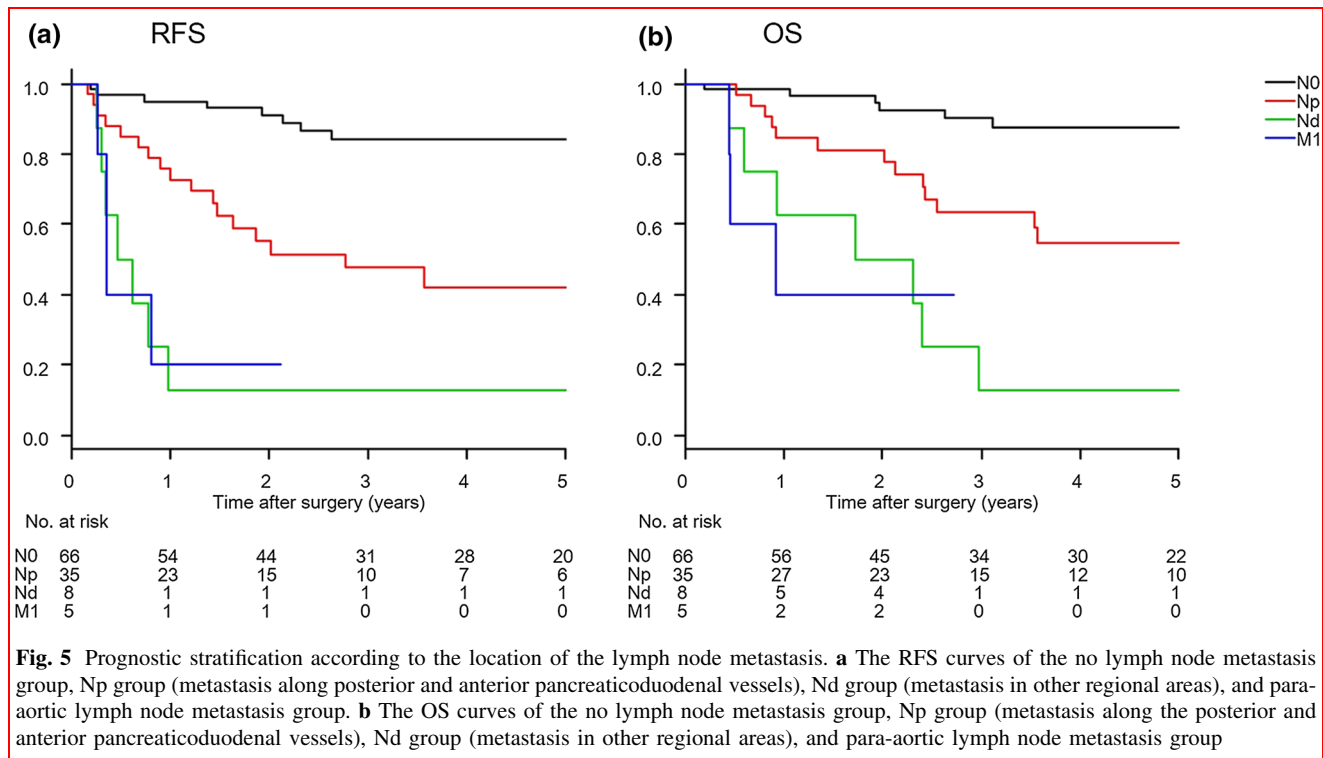 (a) RFS
1.0
0.8
0.6
0.4
0.2
0.0
0 1 2 3 4 5
Time after surgery (years)
No. at risk
N0 66 54 44 31 28 20
Np 35 23 15 10 7 6
Nd 8 1 1 1 1 1
M1 5 1 1 0 0 0
(b) OS
N0
Np
Nd
M1
1.0
0.8
0.6
0.4
0.2
0.0
0 1 2 3 4 5
Time after surgery (years)
No. at risk
N0 66 56 45 34 30 22
Np 35 27 23 15 12 10
Nd 8 5 4 1 1 1
M1 5 2 2 0 0 0
Fig. 5 Prognostic stratification according to the location of the lymph node metastasis. a The RFS curves of the no lymph node metastasis
group, Np group (metastasis along posterior and anterior pancreaticoduodenal vessels), Nd group (metastasis in other regional areas), and para-
aortic lymph node metastasis group. b The OS curves of the no lymph node metastasis group, Np group (metastasis along the posterior and
anterior pancreaticoduodenal vessels), Nd group (metastasis in other regional areas), and para-aortic lymph node metastasis group